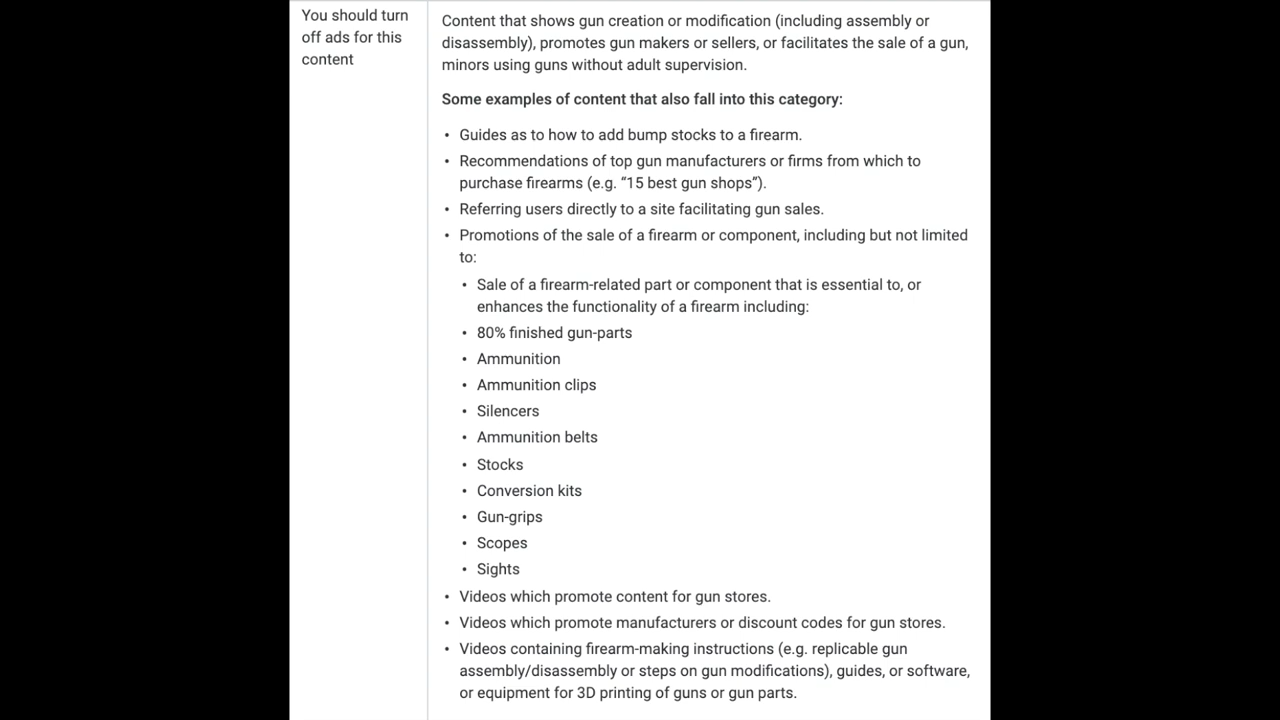 You should turn
off ads for this
content
Content that shows gun creation or modification (including assembly or
disassembly), promotes gun makers or sellers, or facilitates the sale of a gun,
minors using guns without adult supervision.
Some examples of content that also fall into this category:
• Guides as to how to add bump stocks to a firearm.
• Recommendations of top gun manufacturers or firms from which to
purchase firearms (e.g. “15 best gun shops”).
• Referring users directly to a site facilitating gun sales.
• Promotions of the sale of a firearm or component, including but not limited
to:
• Sale of a firearm-related part or component that is essential to, or
enhances the functionality of a firearm including:
• 80% finished gun-parts
• Ammunition
• Ammunition clips
• Silencers
• Ammunition belts
• Stocks
• Conversion kits
• Gun-grips
• Scopes
• Sights
• Videos which promote content for gun stores.
• Videos which promote manufacturers or discount codes for gun stores.
• Videos containing firearm-making instructions (e.g. replicable gun
assembly/disassembly or steps on gun modifications), guides, or software,
or equipment for 3D printing of guns or gun parts.